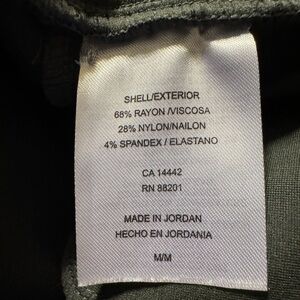 SHELL/EXTERIOR
68% RAYON /VISCOSA
28% NYLON/NAILON
4% SPANDEX / ELASTANO
CA 14442
RN 88201
MADE IN JORDAN
HECHO EN JORDANIA
M/M